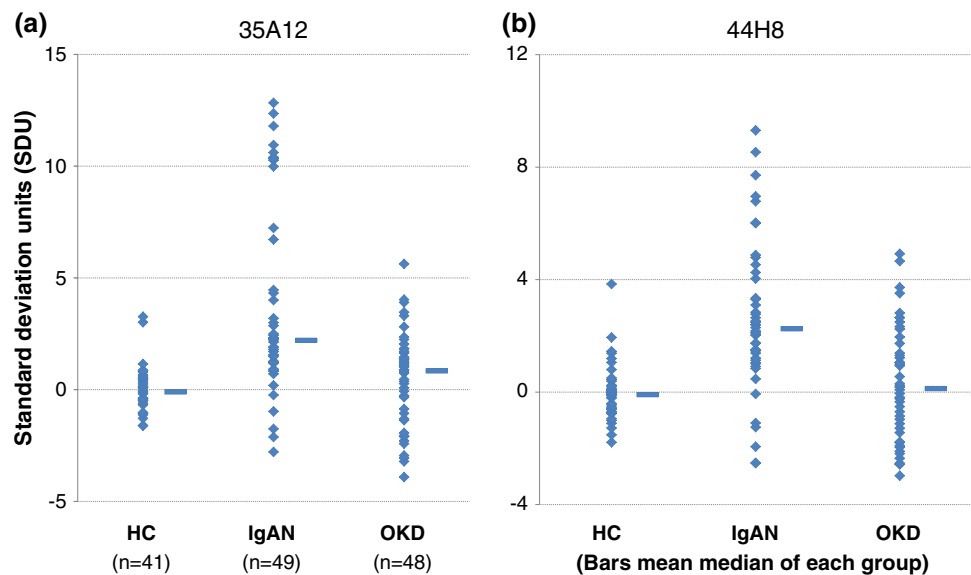 (a) 35A12
(b) 44H8
Standard deviation units (SDU)
15
10
5
0
-5
12
8
4
0
-4
HC IgAN OKD
(n=41) (n=49) (n=48)
HC IgAN OKD
(Bars mean median of each group)